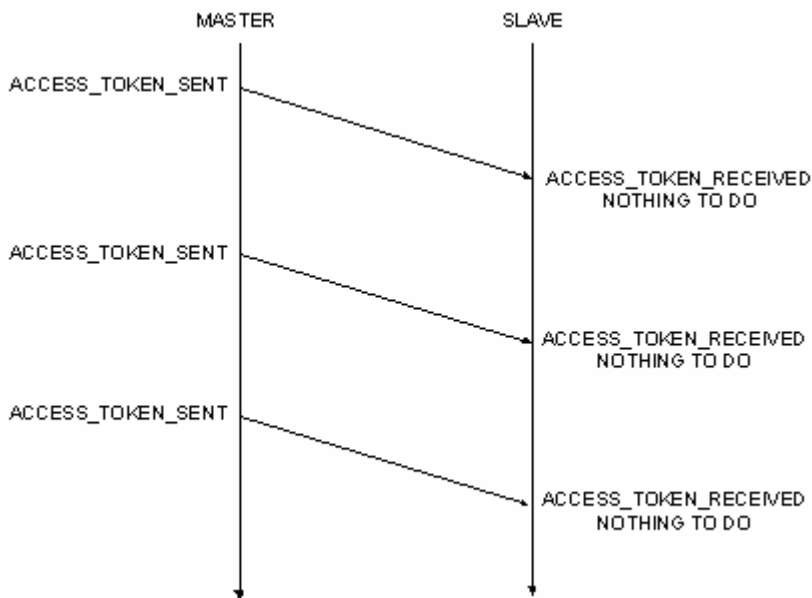 MASTER
SLAVE
ACCESS_TOKEN_SENT
ACCESS_TOKEN_RECEIVED
NOTHING TO DO
ACCESS_TOKEN_SENT
ACCESS_TOKEN_RECEIVED
NOTHING TO DO
ACCESS_TOKEN_SENT
ACCESS_TOKEN_RECEIVED
NOTHING TO DO